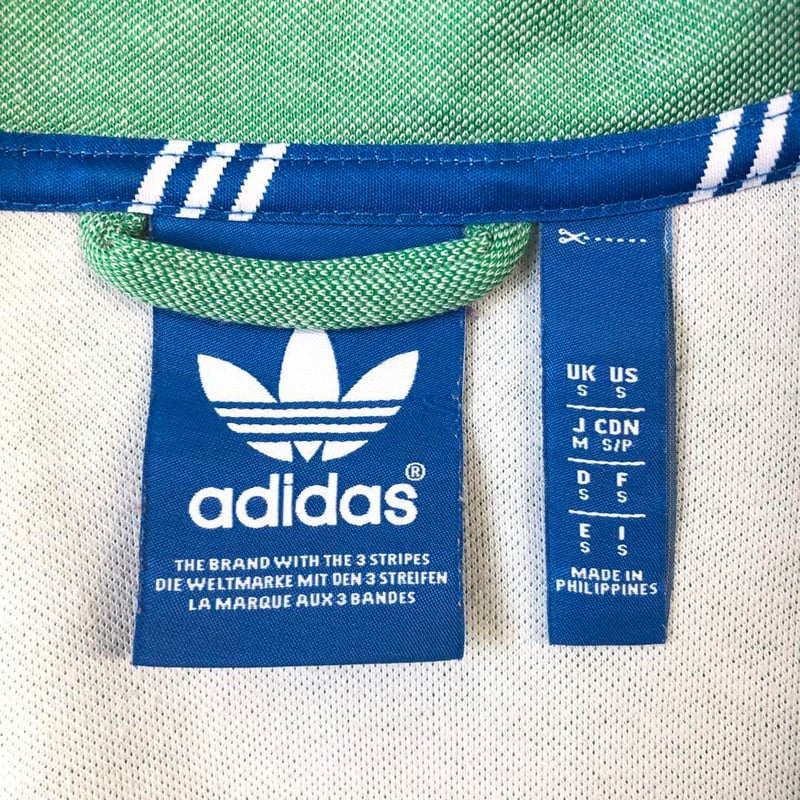 adidas®
THE BRAND WITH THE 3 STRIPES
DIE WELTMARKE MIT DEN 3 STREIFEN
LA MARQUE AUX 3 BANDES
UK US
S S
J CDN
M S/P
D F
S S
E I
S S
MADE IN
PHILIPPINES